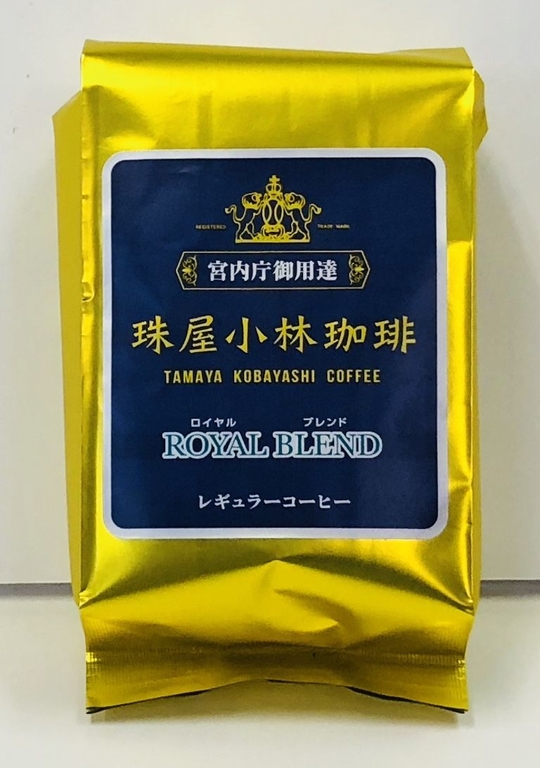 REGISTERED TRADE MARK
宮内庁御用達
珠屋小林珈琲
TAMAYA KOBAYASHI COFFEE
ロイヤル ブレンド
ROYAL BLEND
レギュラーコーヒー